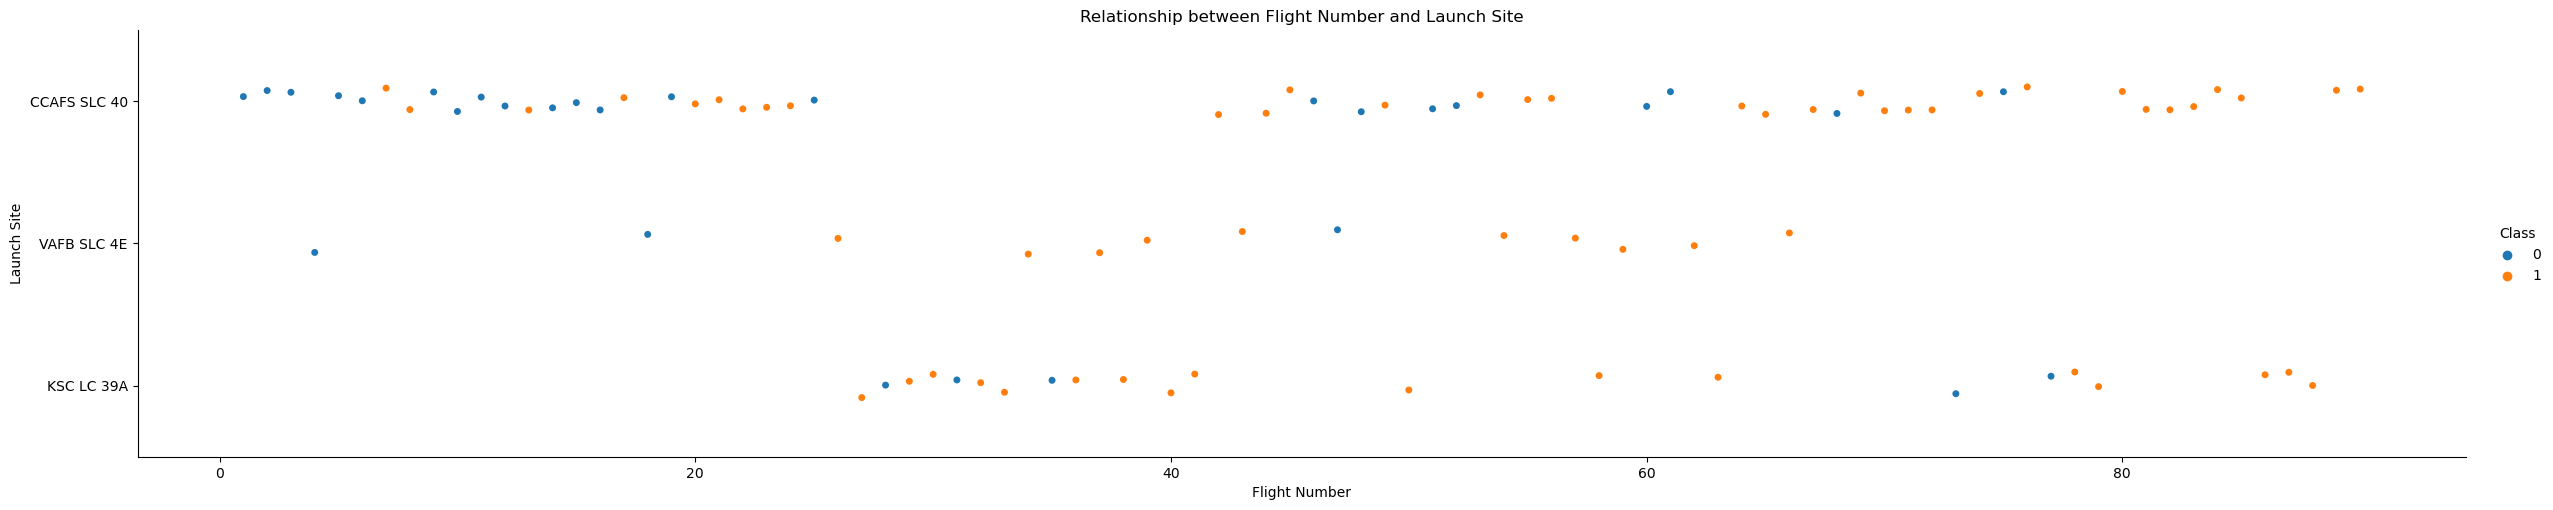 Relationship between Flight Number and Launch Site
CCAFS SLC 40
VAFB SLC 4E
KSC LC 39A
Launch Site
0 20 40 60 80
Flight Number
Class
0
1